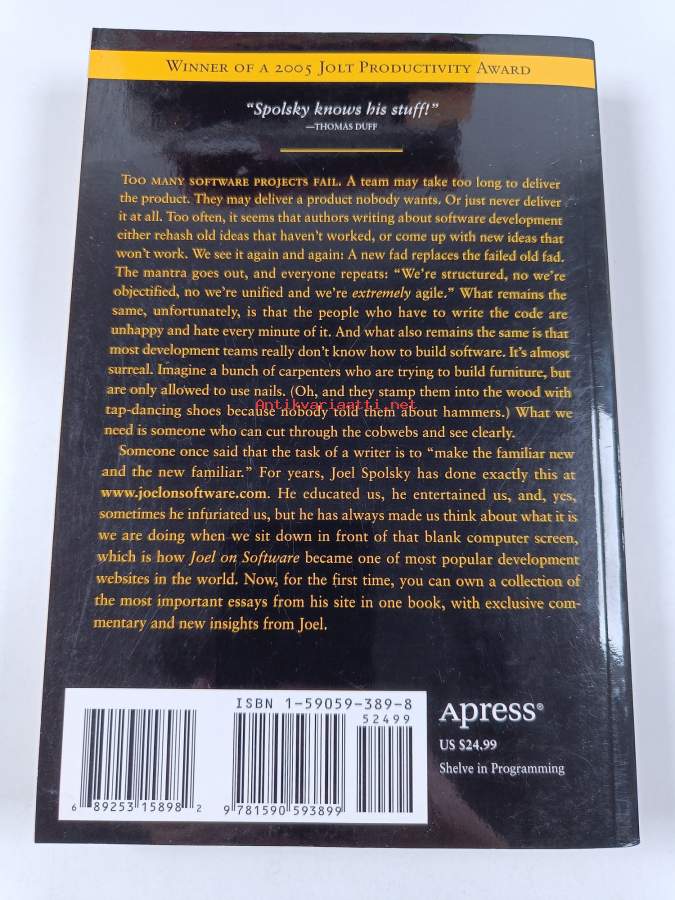 WINNER OF A 2005 JOLT PRODUCTIVITY AWARD
“Spolsky knows his stuff!”
—THOMAS DUFF
TOO MANY SOFTWARE PROJECTS FAIL. A team may take too long to deliver
the product. They may deliver a product nobody wants. Or just never deliver
it at all. Too often, it seems that authors writing about software development
either rehash old ideas that haven’t worked, or come up with new ideas that
won’t work. We see it again and again: A new fad replaces the failed old fad.
The mantra goes out, and everyone repeats: “We’re structured, no we’re
objectified, no we’re unified and we’re extremely agile.” What remains the
same, unfortunately, is that the people who have to write the code are
unhappy and hate every minute of it. And what also remains the same is that
most development teams really don’t know how to build software. It’s almost
surreal. Imagine a bunch of carpenters who are trying to build furniture, but
are only allowed to use nails. (Oh, and they stamp them into the wood with
Antikvariaatti.net
tap-dancing shoes because nobody told them about hammers.) What we
need is someone who can cut through the cobwebs and see clearly.
Someone once said that the task of a writer is to “make the familiar new
and the new familiar.” For years, Joel Spolsky has done exactly this at
www.joelonsoftware.com. He educated us, he entertained us, and, yes,
sometimes he infuriated us, but he has always made us think about what it is
we are doing when we sit down in front of that blank computer screen,
which is how Joel on Software became one of most popular development
websites in the world. Now, for the first time, you can own a collection of
the most important essays from his site in one book, with exclusive com-
mentary and new insights from Joel.
ISBN 1-59059-389-8
52499
6 89253 15898 2
9 781590 593899
Apress®
US $24.99
Shelve in Programming